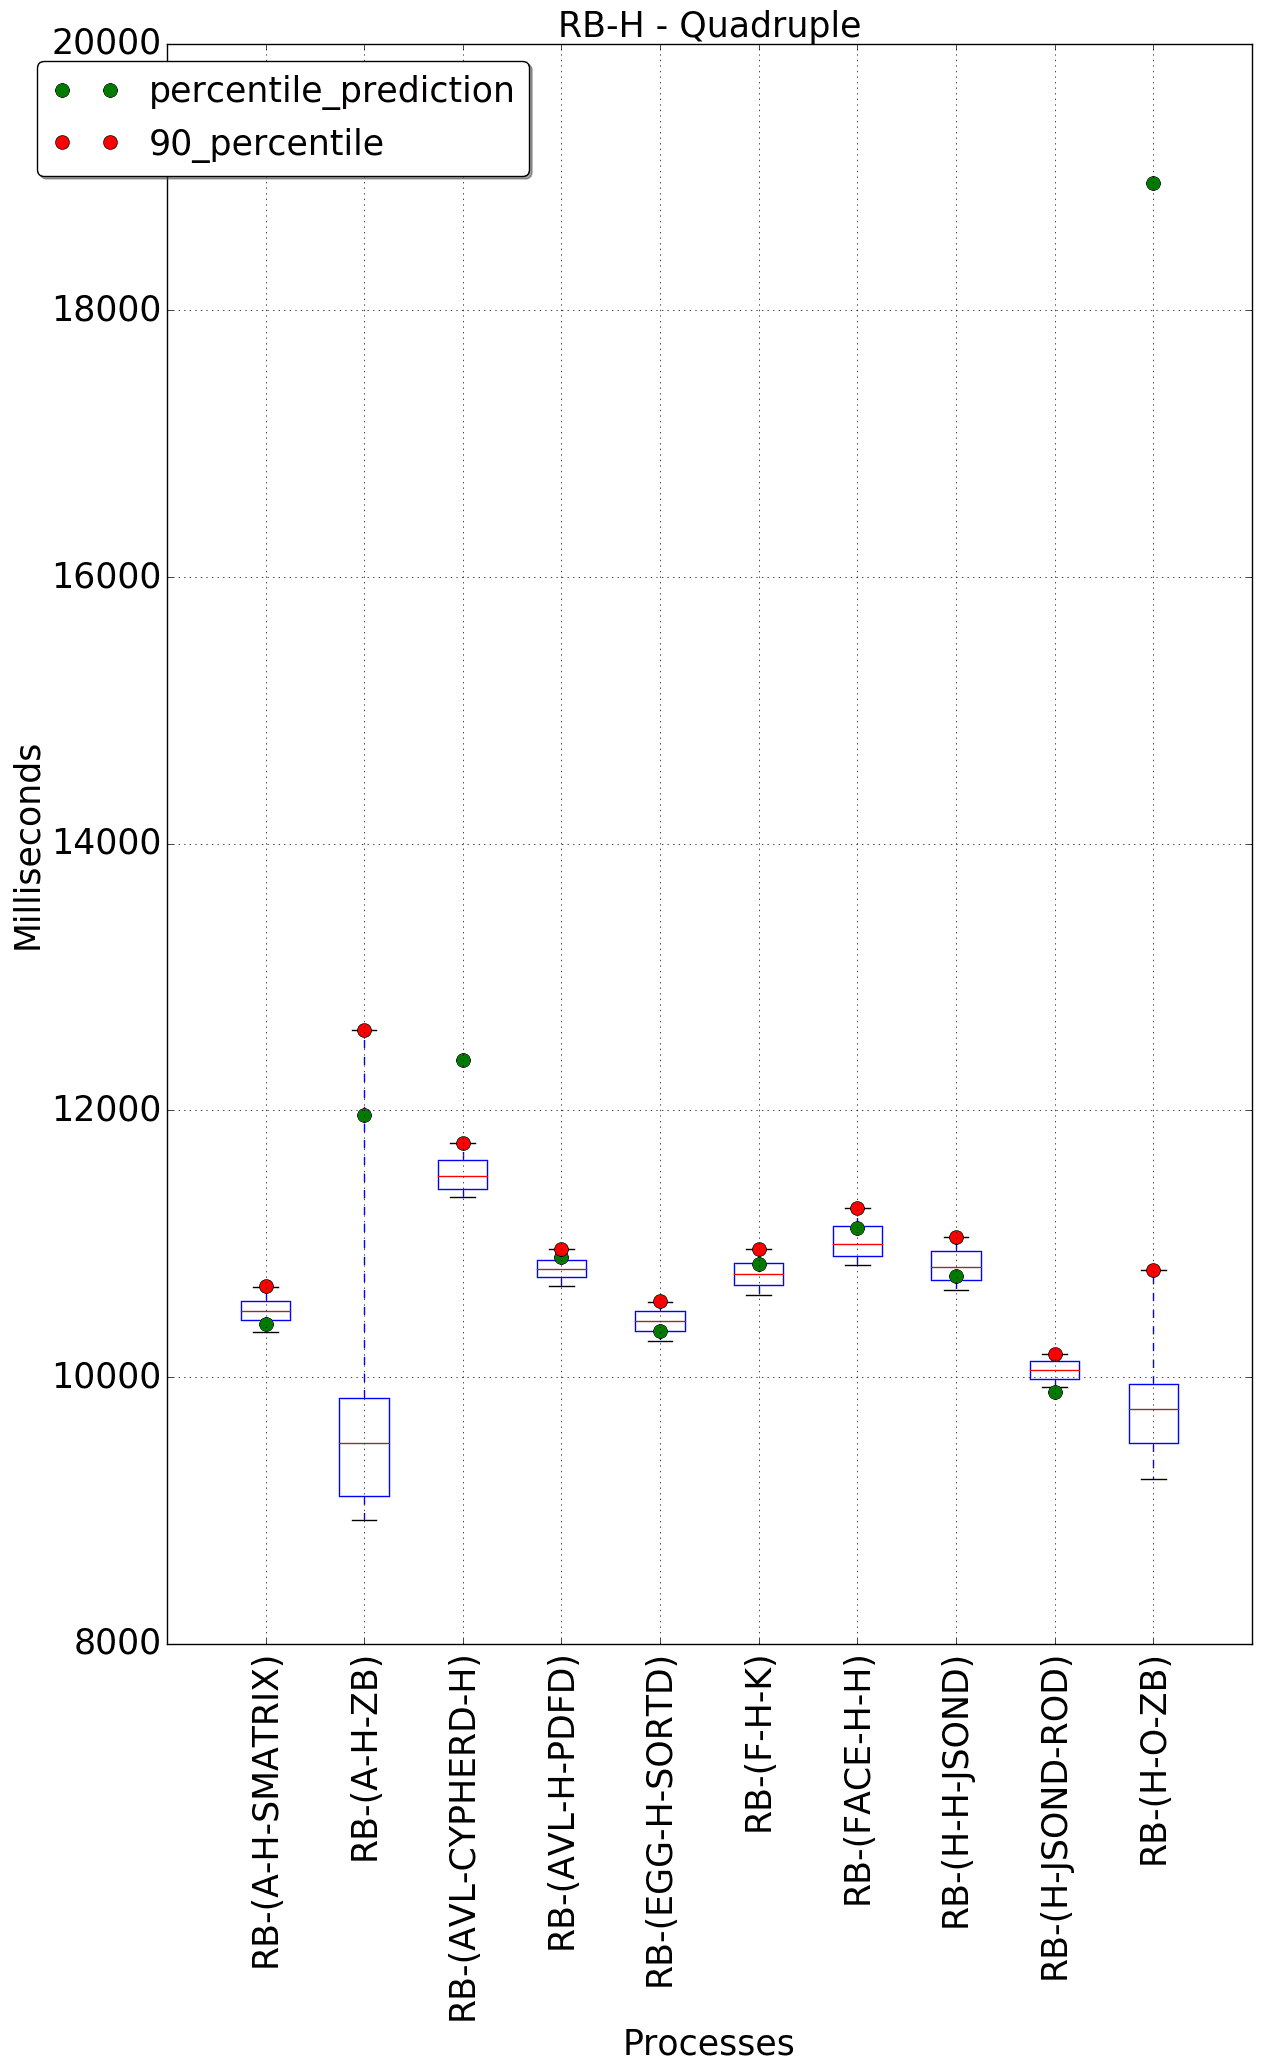 RB-H - Quadruple
percentile_prediction
90_percentile
20000
18000
16000
14000
12000
10000
8000
Milliseconds
RB-(A-H-SMATRIX)
RB-(A-H-ZB)
RB-(AVL-CYPHERD-H)
RB-(AVL-H-PDFD)
RB-(EGG-H-SORTD)
RB-(F-H-K)
RB-(FACE-H-H)
RB-(H-H-JSOND)
RB-(H-JSOND-ROD)
RB-(H-O-ZB)
Processes